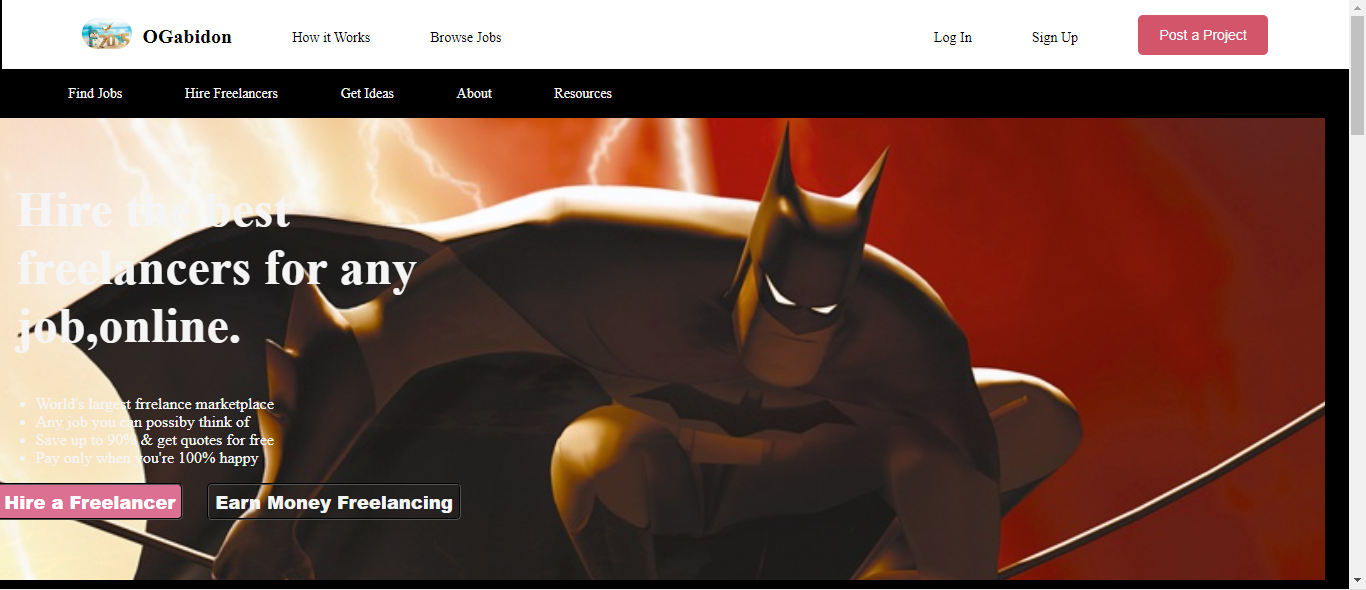 OGabidon
How it Works
Browse Jobs
Log In
Sign Up
Post a Project
Find Jobs
Hire Freelancers
Get Ideas
About
Resources
Hire the best
freelancers for any
job,online.
World's largest frrelance marketplace
Any job you can possiby think of
Save up to 90% & get quotes for free
Pay only when you're 100% happy
Hire a Freelancer
Earn Money Freelancing